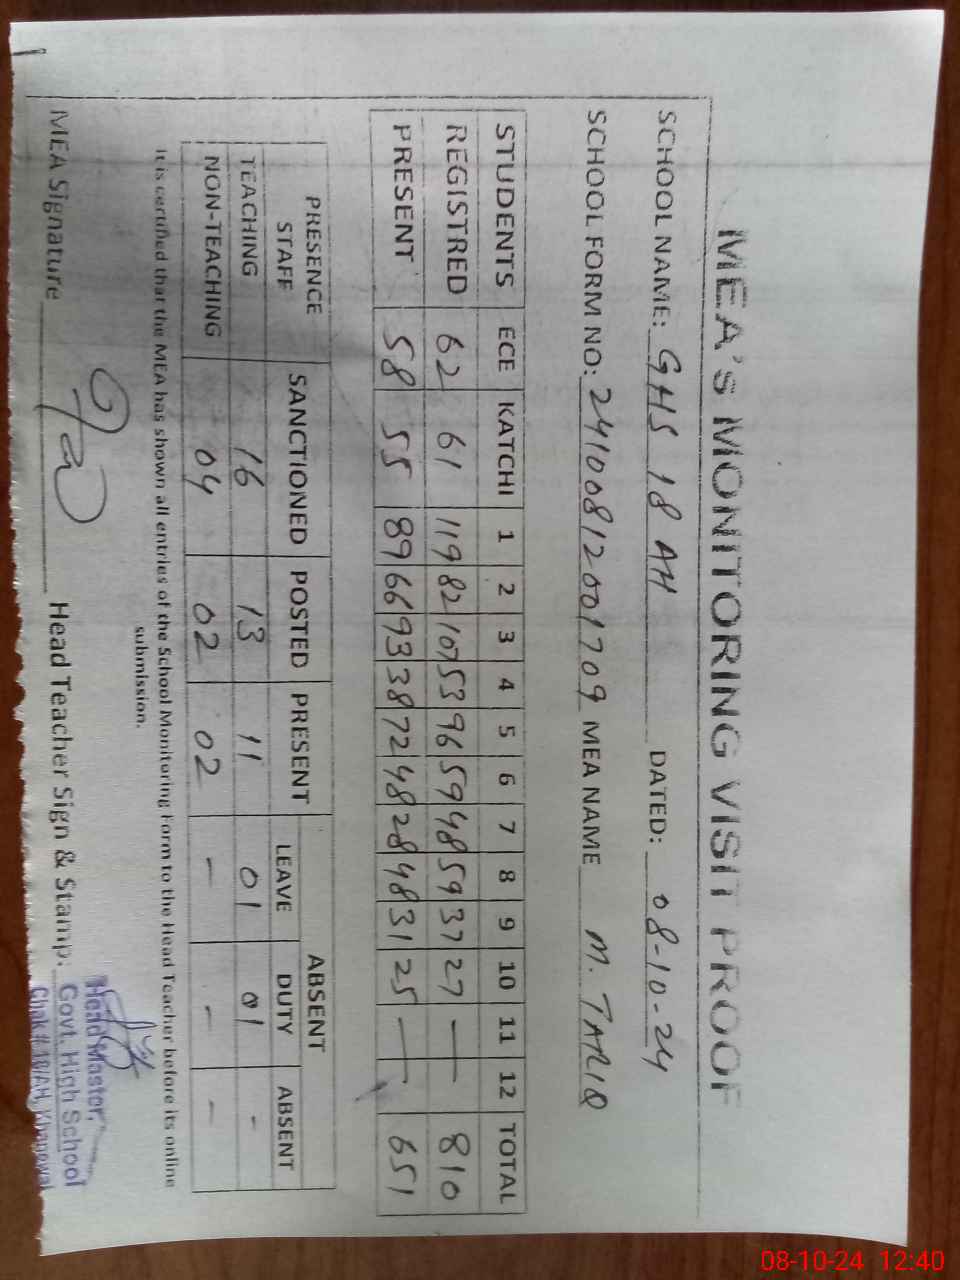 MEA'S MONITORING VISIT PROOF
SCHOOL NAME: GHS 18 AH DATED: 08-10-24
SCHOOL FORM NO: 24100812001709 MEA NAME M. TARIQ
STUDENTS ECE KATCHI 1 2 3 4 5 6 7 8 9 10 11 12 TOTAL
REGISTRED 62 61 119 82 107 53 96 59 48 59 37 27 — 810
PRESENT 58 55 89 66 93 38 72 48 28 48 31 25 — 651
PRESENCE STAFF SANCTIONED POSTED PRESENT ABSENT
LEAVE DUTY ABSENT
TEACHING 16 13 11 01 01 -
NON-TEACHING 04 02 02 - - -
It is certified that the MEA has shown all entries of the School Monitoring Form to the Head Teacher before its online
submission.
MEA Signature Head Teacher Sign & Stamp.
Head Master,
Govt. High School
Chak # 18/AH, Khanewal
08-10-24 12:40